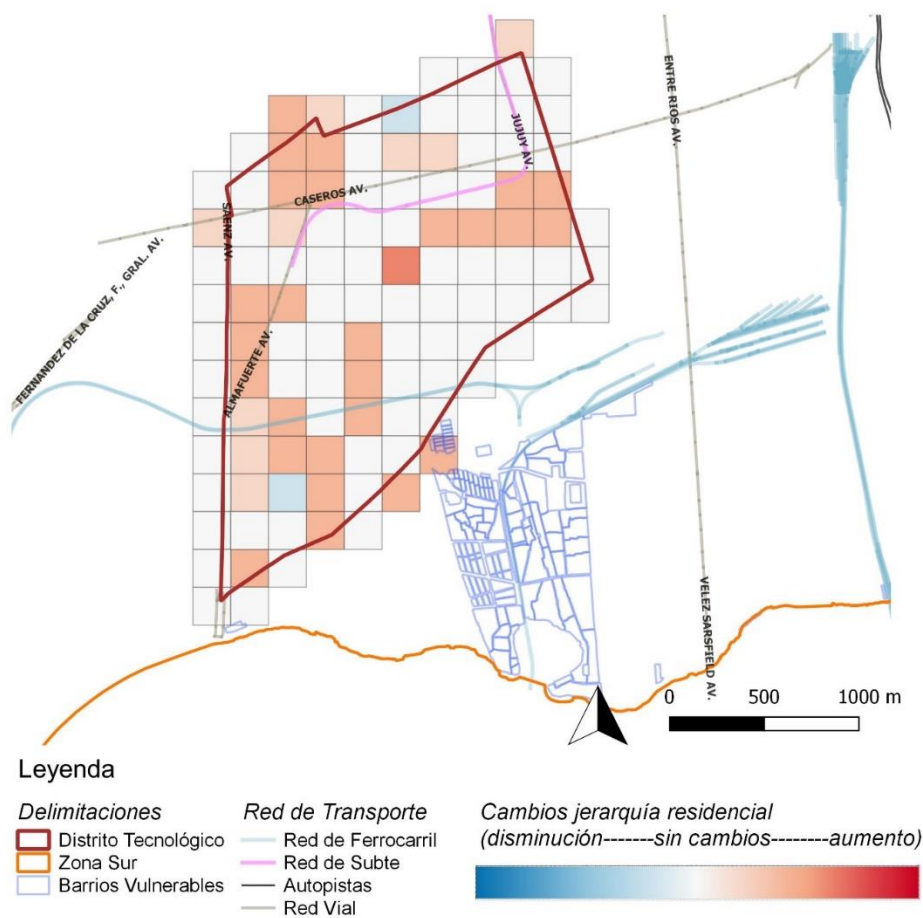 ENTRE RIOS AV.
JUJUY AV.
CASEROS AV.
SAENZ AV.
FERNANDEZ DE LA CRUZ, F., GRAL. AV.
ALMAFUERTE AV.
VELEZ SARSFIELD AV.
0 500 1000 m
Leyenda
Delimitaciones
Distrito Tecnológico
Zona Sur
Barrios Vulnerables
Red de Transporte
Red de Ferrocarril
Red de Subte
Autopistas
Red Vial
Cambios jerarquía residencial
(disminución-------sin cambios--------aumento)